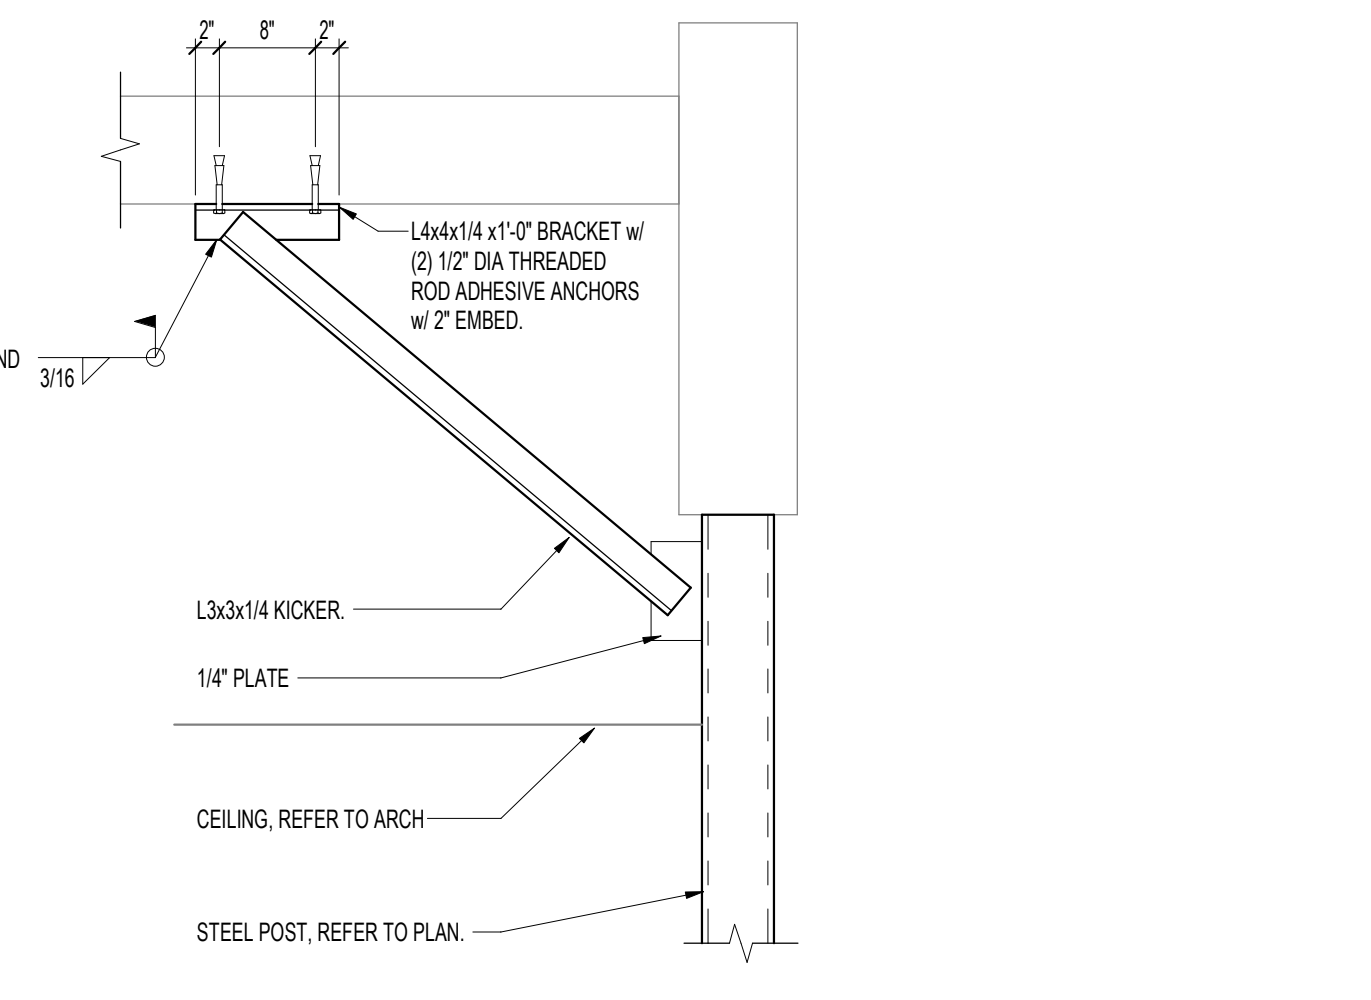 2" 8" 2"
L4x4x1/4 x1'-0" BRACKET w/
(2) 1/2" DIA THREADED
ROD ADHESIVE ANCHORS
w/ 2" EMBED.
3/16
L3x3x1/4 KICKER.
1/4" PLATE
CEILING, REFER TO ARCH
STEEL POST, REFER TO PLAN.